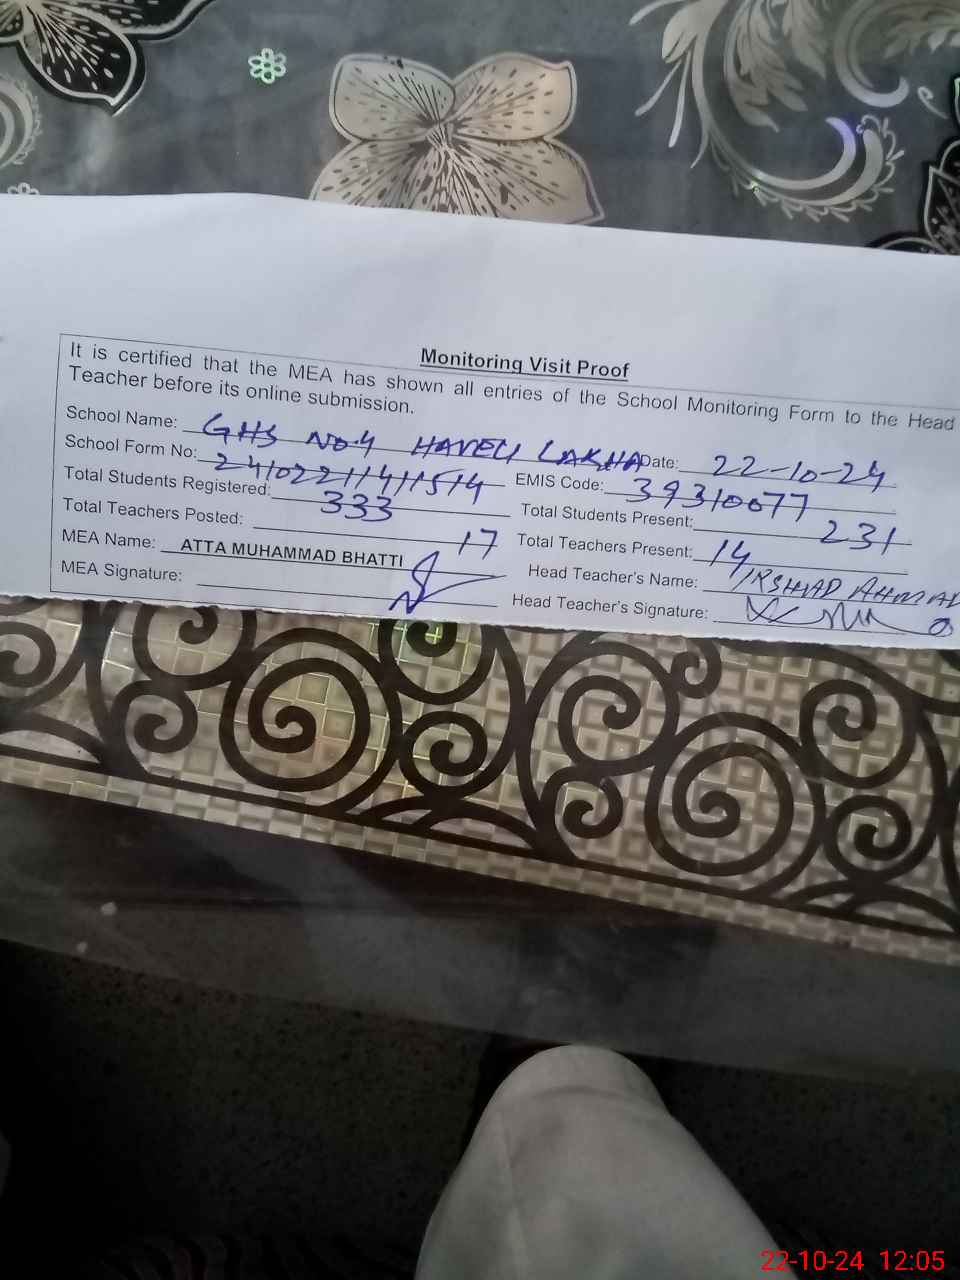 Monitoring Visit Proof
It is certified that the MEA has shown all entries of the School Monitoring Form to the Head
Teacher before its online submission.
School Name: GHS No.4 HAVELI LAKHA Date: 22-10-24
School Form No: 24102211411514 EMIS Code: 39310077
Total Students Registered: 333 Total Students Present: 231
Total Teachers Posted: 17 Total Teachers Present: 14
MEA Name: ATTA MUHAMMAD BHATTI Head Teacher's Name: IRSHAD AHMAD
MEA Signature: Head Teacher's Signature:
22-10-24 12:05